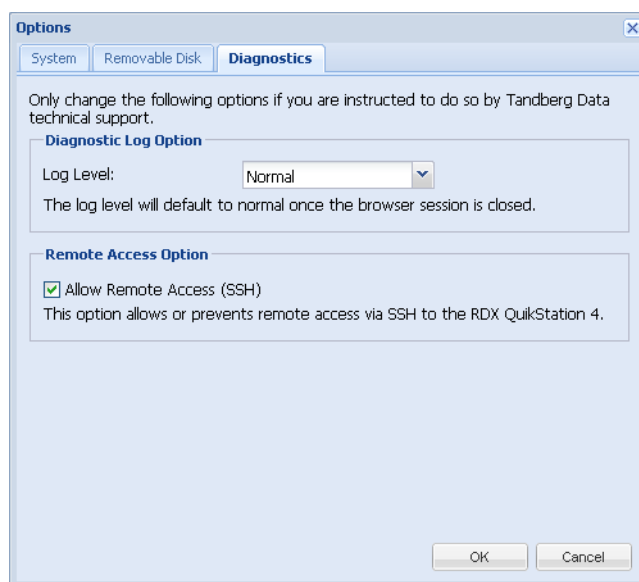 Options
System
Removable Disk
Diagnostics
Only change the following options if you are instructed to do so by Tandberg Data
technical support.
Diagnostic Log Option
Log Level:
Normal
The log level will default to normal once the browser session is closed.
Remote Access Option
Allow Remote Access (SSH)
This option allows or prevents remote access via SSH to the RDX QuikStation 4.
OK
Cancel